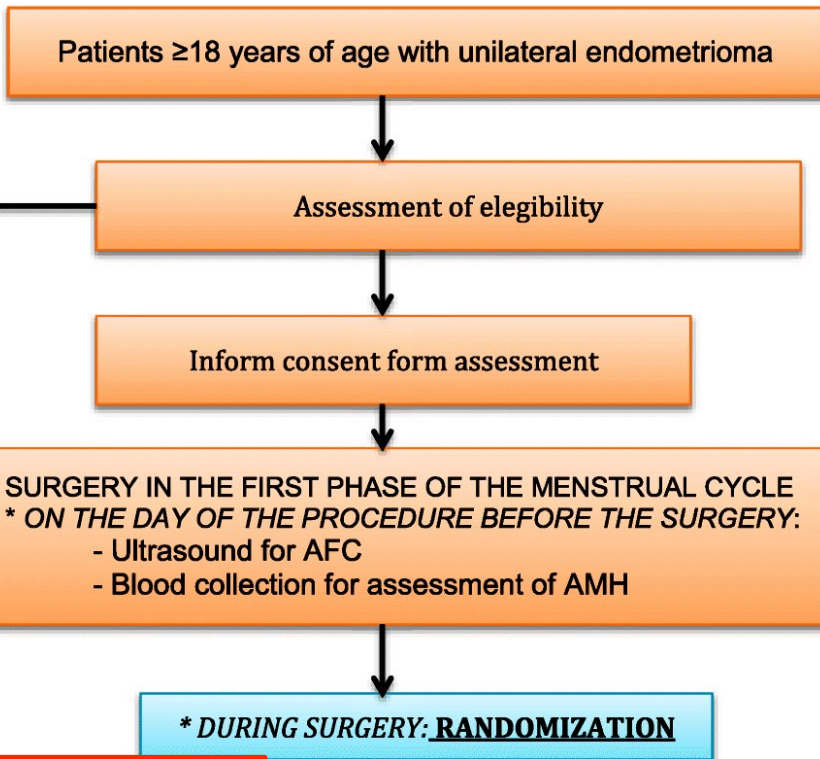 Patients ≥18 years of age with unilateral endometrioma
Assessment of elegibility
Inform consent form assessment
SURGERY IN THE FIRST PHASE OF THE MENSTRUAL CYCLE
* ON THE DAY OF THE PROCEDURE BEFORE THE SURGERY:
- Ultrasound for AFC
- Blood collection for assessment of AMH
* DURING SURGERY: RANDOMIZATION